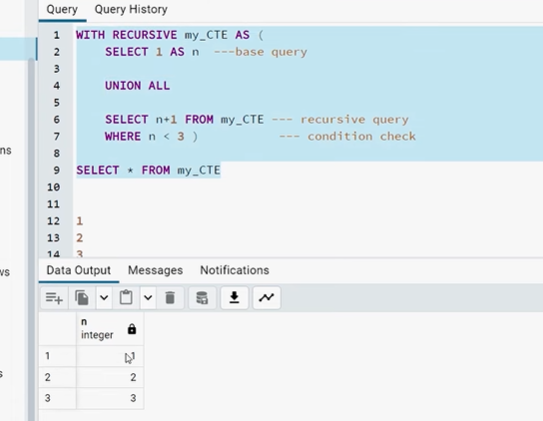 Query Query History
1 WITH RECURSIVE my_CTE AS (
2 SELECT 1 AS n ---base query
3
4 UNION ALL
5
6 SELECT n+1 FROM my_CTE --- recursive query
7 WHERE n < 3 ) --- condition check
8
9 SELECT * FROM my_CTE
10
11
12 1
13 2
14 3
ns
ws
s
Data Output Messages Notifications
n
integer
1 1
2 2
3 3